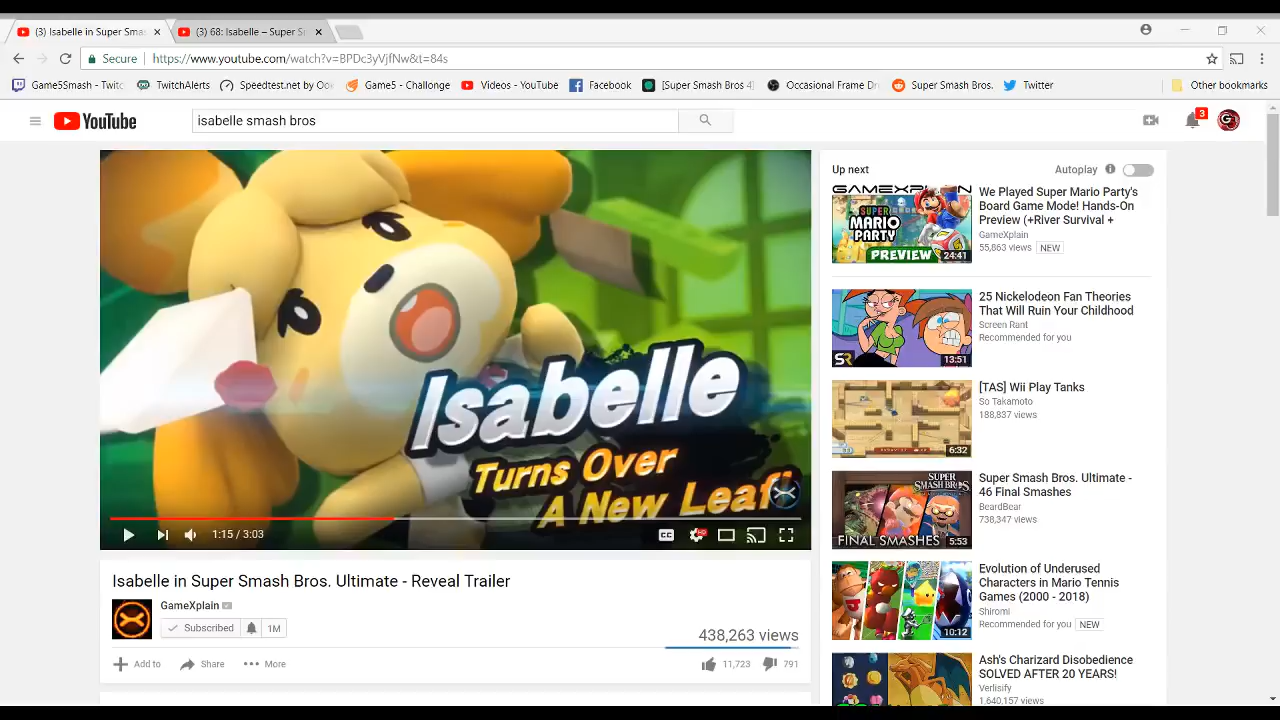 (3) Isabelle in Super Smas
(3) 68: Isabelle – Super S
Secure
https://www.youtube.com/watch?v=BPDc3yVjfNw&t=84s
Game5Smash - Twitc
TwitchAlerts
Speedtest.net by Oo
Game5 - Challonge
Videos - YouTube
Facebook
[Super Smash Bros 4]
Occasional Frame Dr
Super Smash Bros.
Twitter
Other bookmarks
YouTube
isabelle smash bros
3
G
Isabelle
Turns Over
A New Leaf!
1:15 / 3:03
CC
HD
Isabelle in Super Smash Bros. Ultimate - Reveal Trailer
GameXplain
Subscribed
1M
438,263 views
Add to
Share
More
11,723
791
Up next
Autoplay
GAMEXPLAIN
SUPER
MARIO
PARTY
PREVIEW
24:41
We Played Super Mario Party's
Board Game Mode! Hands-On
Preview (+River Survival +
GameXplain
55,863 views
NEW
SR
13:51
25 Nickelodeon Fan Theories
That Will Ruin Your Childhood
Screen Rant
Recommended for you
6:32
[TAS] Wii Play Tanks
So Takamoto
188,837 views
SUPER
SMASH BROS.
FINAL SMASHES
5:53
Super Smash Bros. Ultimate -
46 Final Smashes
BeardBear
738,347 views
10:12
Evolution of Underused
Characters in Mario Tennis
Games (2000 - 2018)
Shiromi
Recommended for you
NEW
Ash's Charizard Disobedience
SOLVED AFTER 20 YEARS!
Verlisify
1,640,157 views